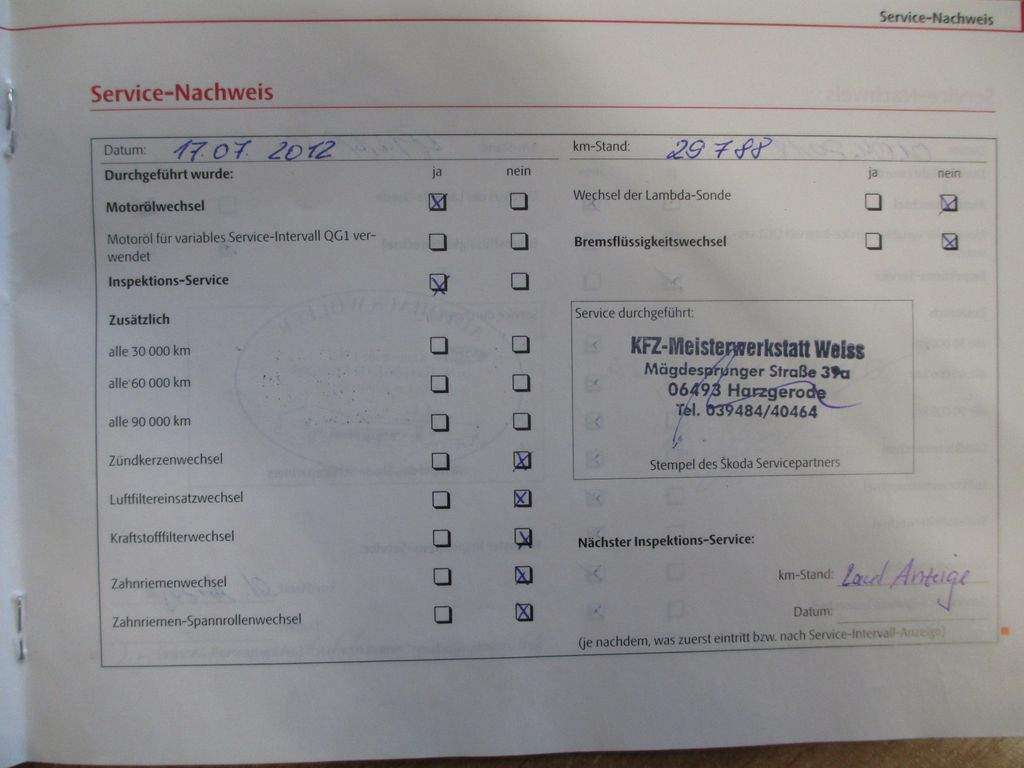 Service-Nachweis
Service-Nachweis
Datum: 17.07. 2012
km-Stand: 29 788
Durchgeführt wurde: ja nein
ja nein
Motorölwechsel
Wechsel der Lambda-Sonde
Motoröl für variables Service-Intervall QG1 ver-
wendet
Bremsflüssigkeitswechsel
Inspektions-Service
Zusätzlich
alle 30 000 km
alle 60 000 km
alle 90 000 km
Zündkerzenwechsel
Luftfiltereinsatzwechsel
Kraftstofffilterwechsel
Zahnriemenwechsel
Zahnriemen-Spannrollenwechsel
Service durchgeführt:
KFZ-Meisterwerkstatt Weiss
Mägdesprunger Straße 39a
06493 Harzgerode
Tel. 039484/40464
Stempel des Škoda Servicepartners
Nächster Inspektions-Service:
km-Stand: Laut Anzeige
Datum:
(je nachdem, was zuerst eintritt bzw. nach Service-Intervall-Anzeige)